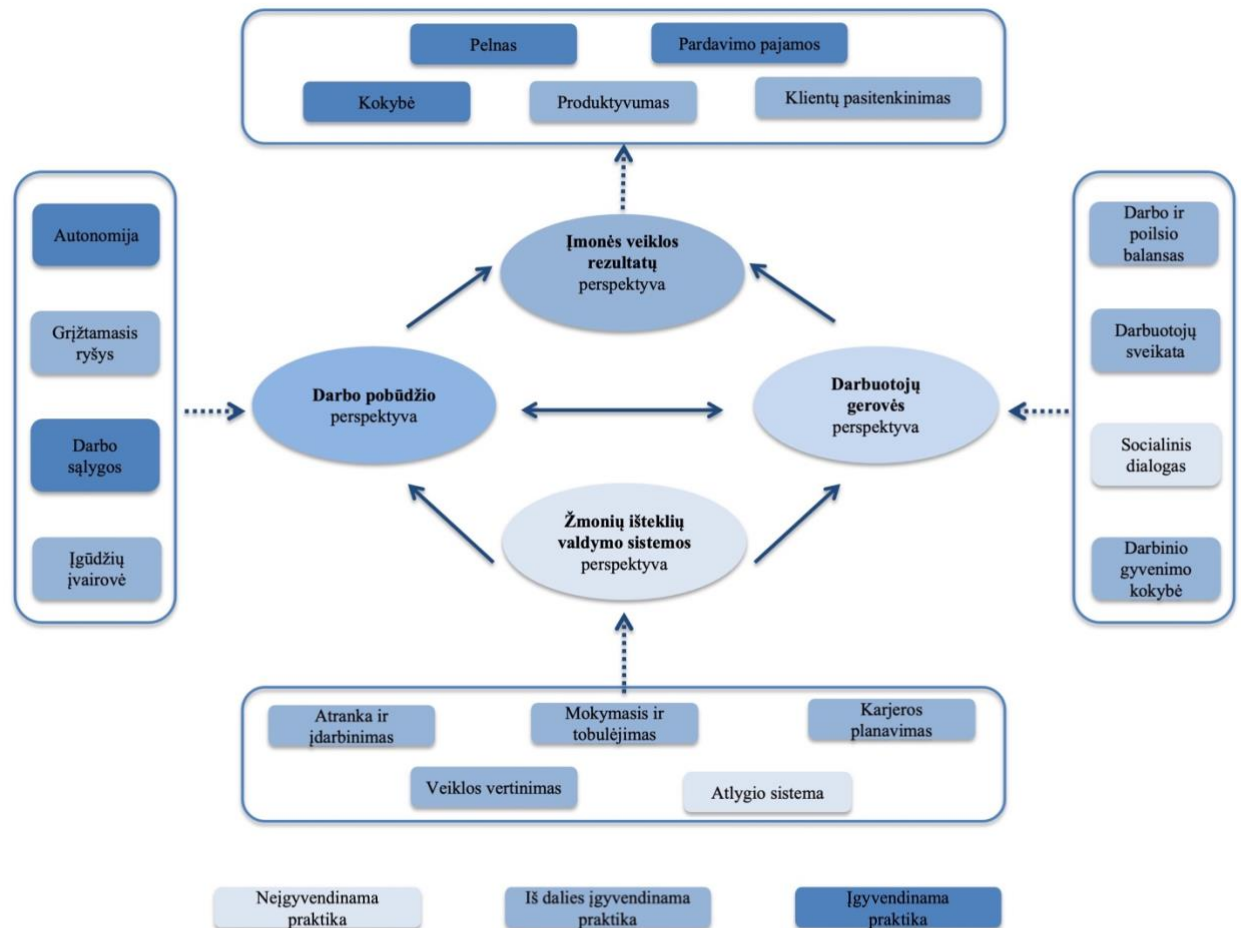 Pelnas
Pardavimo pajamos
Kokybė
Produktyvumas
Klientų pasitenkinimas
Autonomija
Grįžtamasis
ryšys
Darbo
sąlygos
Įgūdžių
įvairovė
Įmonės veiklos
rezultatų
perspektyva
Darbo pobūdžio
perspektyva
Darbuotojų
gerovės
perspektyva
Žmonių išteklių
valdymo sistemos
perspektyva
Darbo ir
poilsio
balansas
Darbuotojų
sveikata
Socialinis
dialogas
Darbinio
gyvenimo
kokybė
Atranka ir
įdarbinimas
Mokymasis ir
tobulėjimas
Karjeros
planavimas
Veiklos vertinimas
Atlygio sistema
Neįgyvendinama
praktika
Iš dalies įgyvendinama
praktika
Įgyvendinama
praktika